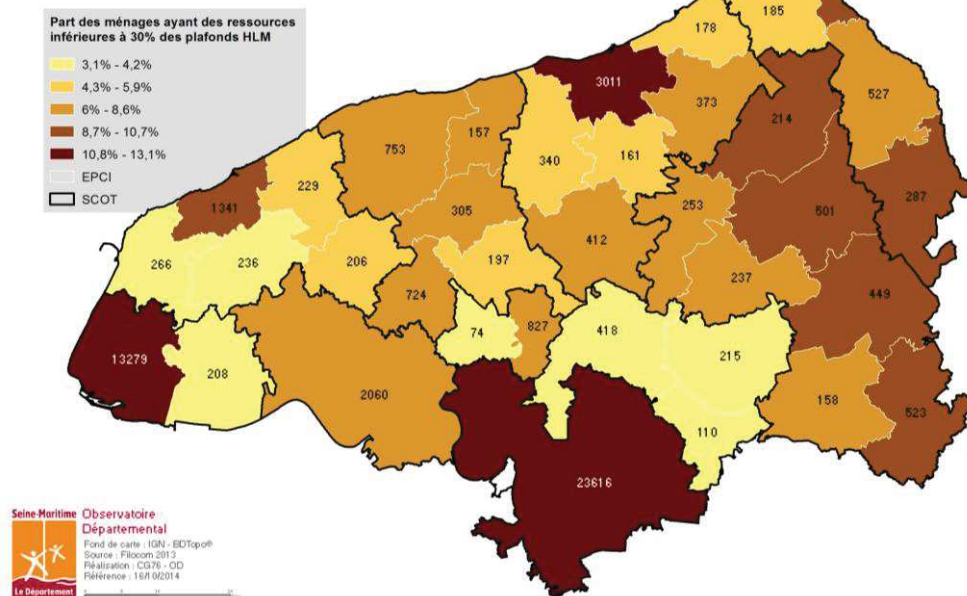 Part des ménages ayant des ressources
inférieures à 30% des plafonds HLM
3,1% - 4,2%
4,3% - 5,9%
6% - 8,6%
8,7% - 10,7%
10,8% - 13,1%
EPCI
SCOT
178
185
3011
373
527
214
157
753
340
161
229
1341
287
253
501
305
412
266
236
206
197
237
724
449
74
827
418
215
13279
208
2060
158
523
110
23616
Seine-Maritime
Le Département
Observatoire
Départemental
Fond de carte : IGN - BDTopo®
Source : Filocom 2013
Réalisation : CG76 - OD
Référence : 16/10/2014